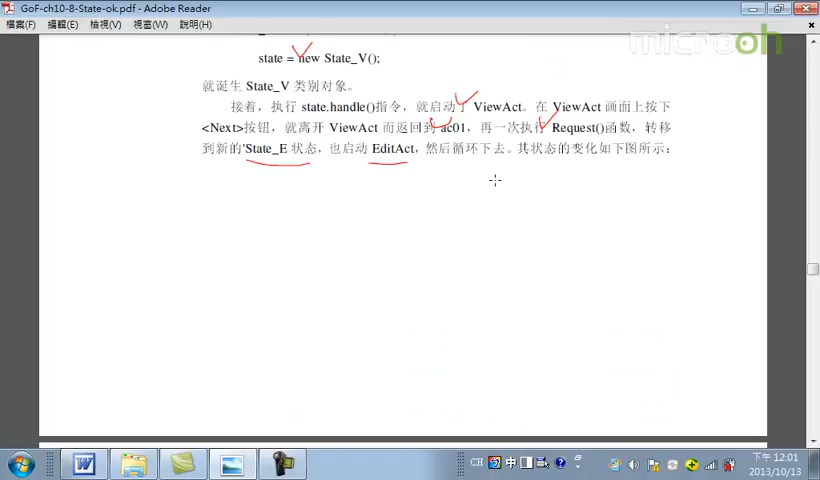 GoF-ch10-8-State-ok.pdf - Adobe Reader
microoh
檔案(F) 編輯(E) 檢視(V) 視窗(W) 說明(H)
state = new State_V();
就诞生 State_V 类别对象。
接着，执行 state.handle()指令，就启动了 ViewAct。在 ViewAct 画面上按下
<Next>按钮，就离开 ViewAct 而返回到 ac01，再一次执行 Request()函数，转移
到新的'State_E 状态，也启动 EditAct，然后循环下去。其状态的变化如下图所示：
CH 中
下午 12:01
2013/10/13